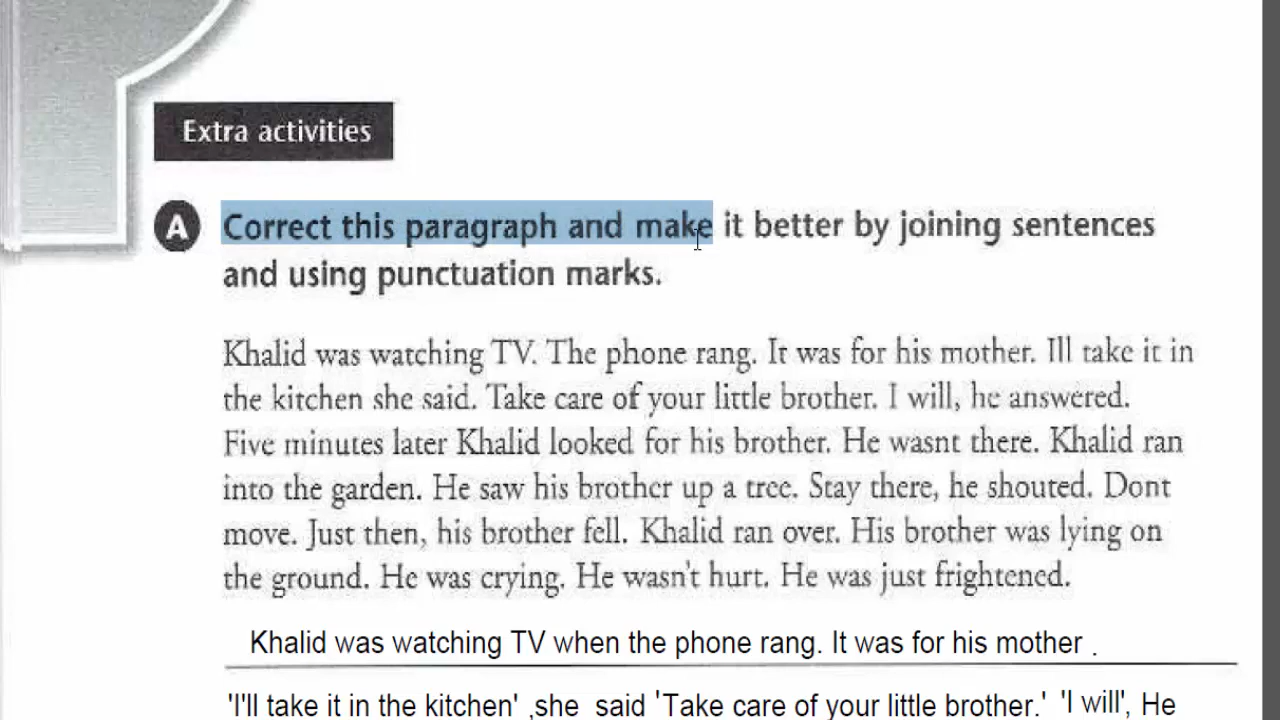 Extra activities
A Correct this paragraph and make it better by joining sentences
and using punctuation marks.
Khalid was watching TV. The phone rang. It was for his mother. Ill take it in
the kitchen she said. Take care of your little brother. I will, he answered.
Five minutes later Khalid looked for his brother. He wasnt there. Khalid ran
into the garden. He saw his brother up a tree. Stay there, he shouted. Dont
move. Just then, his brother fell. Khalid ran over. His brother was lying on
the ground. He was crying. He wasn't hurt. He was just frightened.
Khalid was watching TV when the phone rang. It was for his mother .
'I'll take it in the kitchen' ,she said 'Take care of your little brother.' 'I will', He